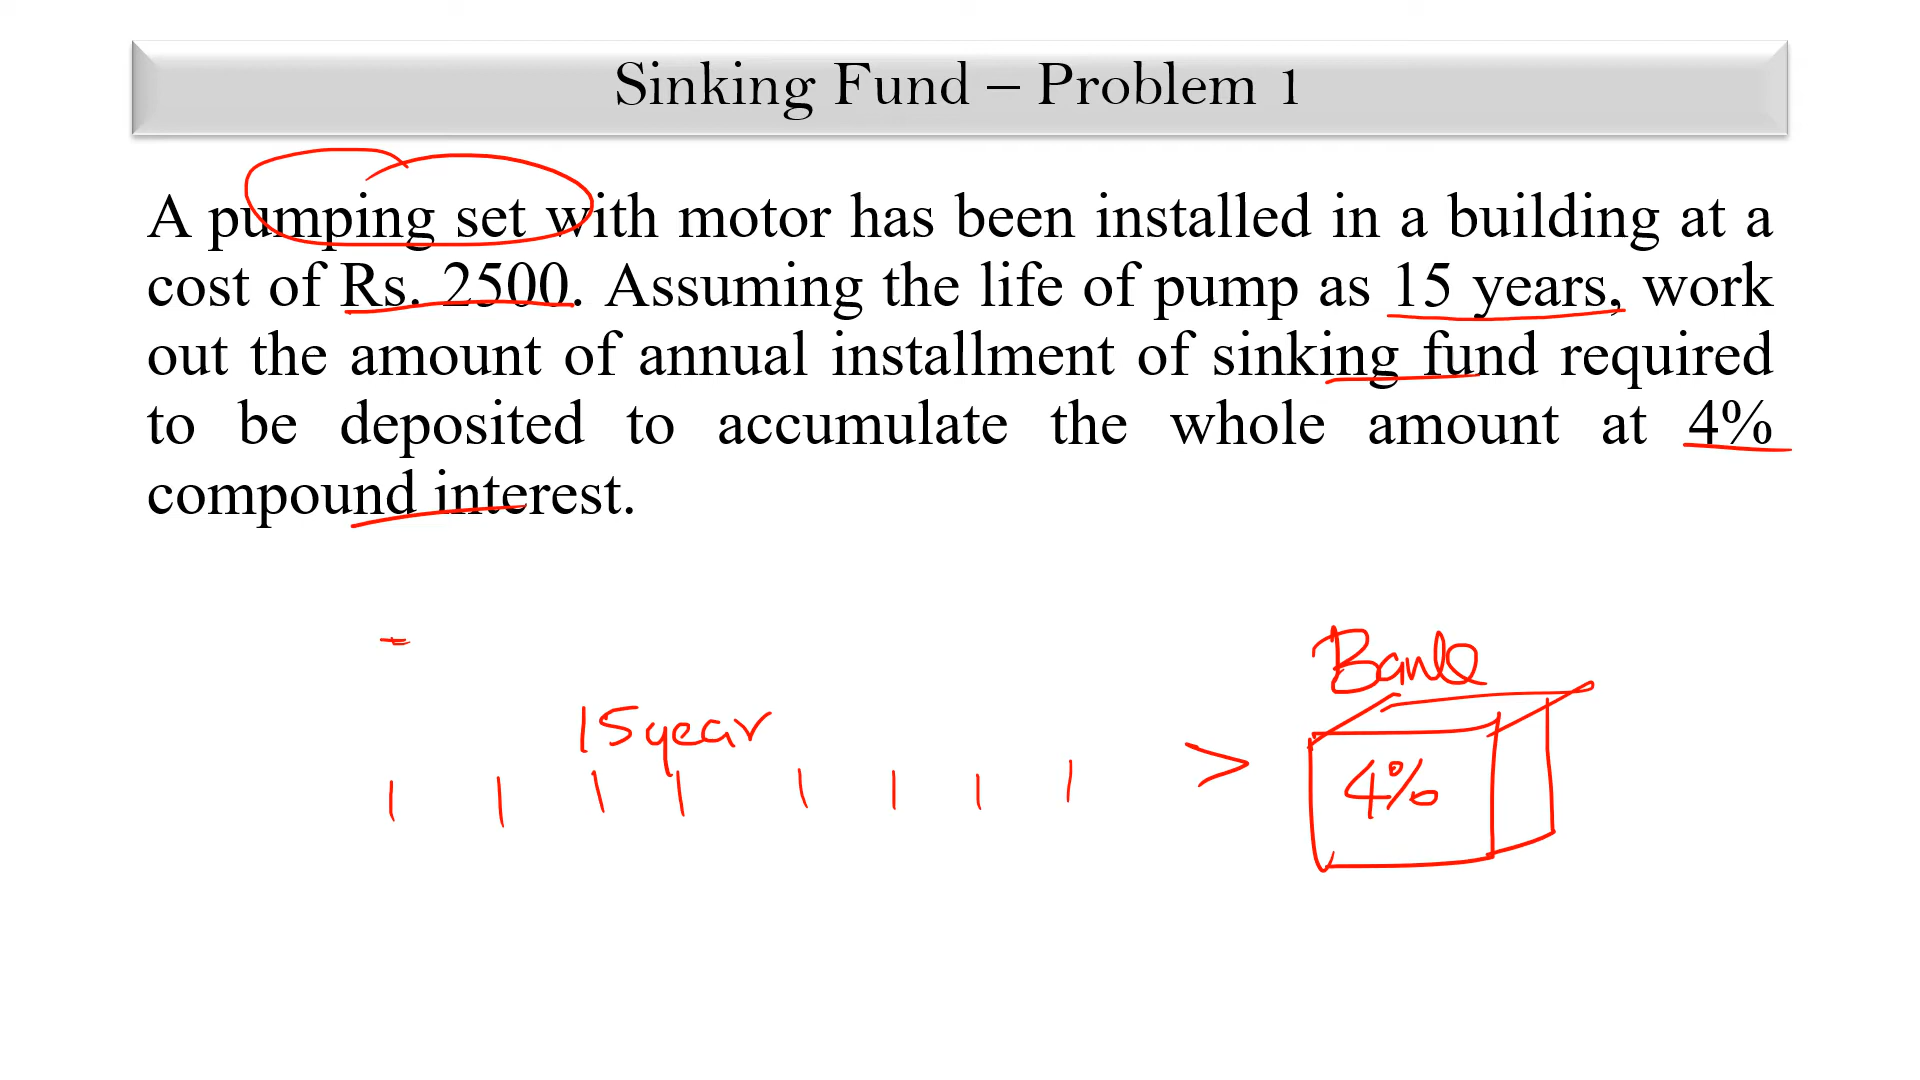 Sinking Fund – Problem 1
A pumping set with motor has been installed in a building at a
cost of Rs. 2500. Assuming the life of pump as 15 years, work
out the amount of annual installment of sinking fund required
to be deposited to accumulate the whole amount at 4%
compound interest.
Bank
15 year
4%